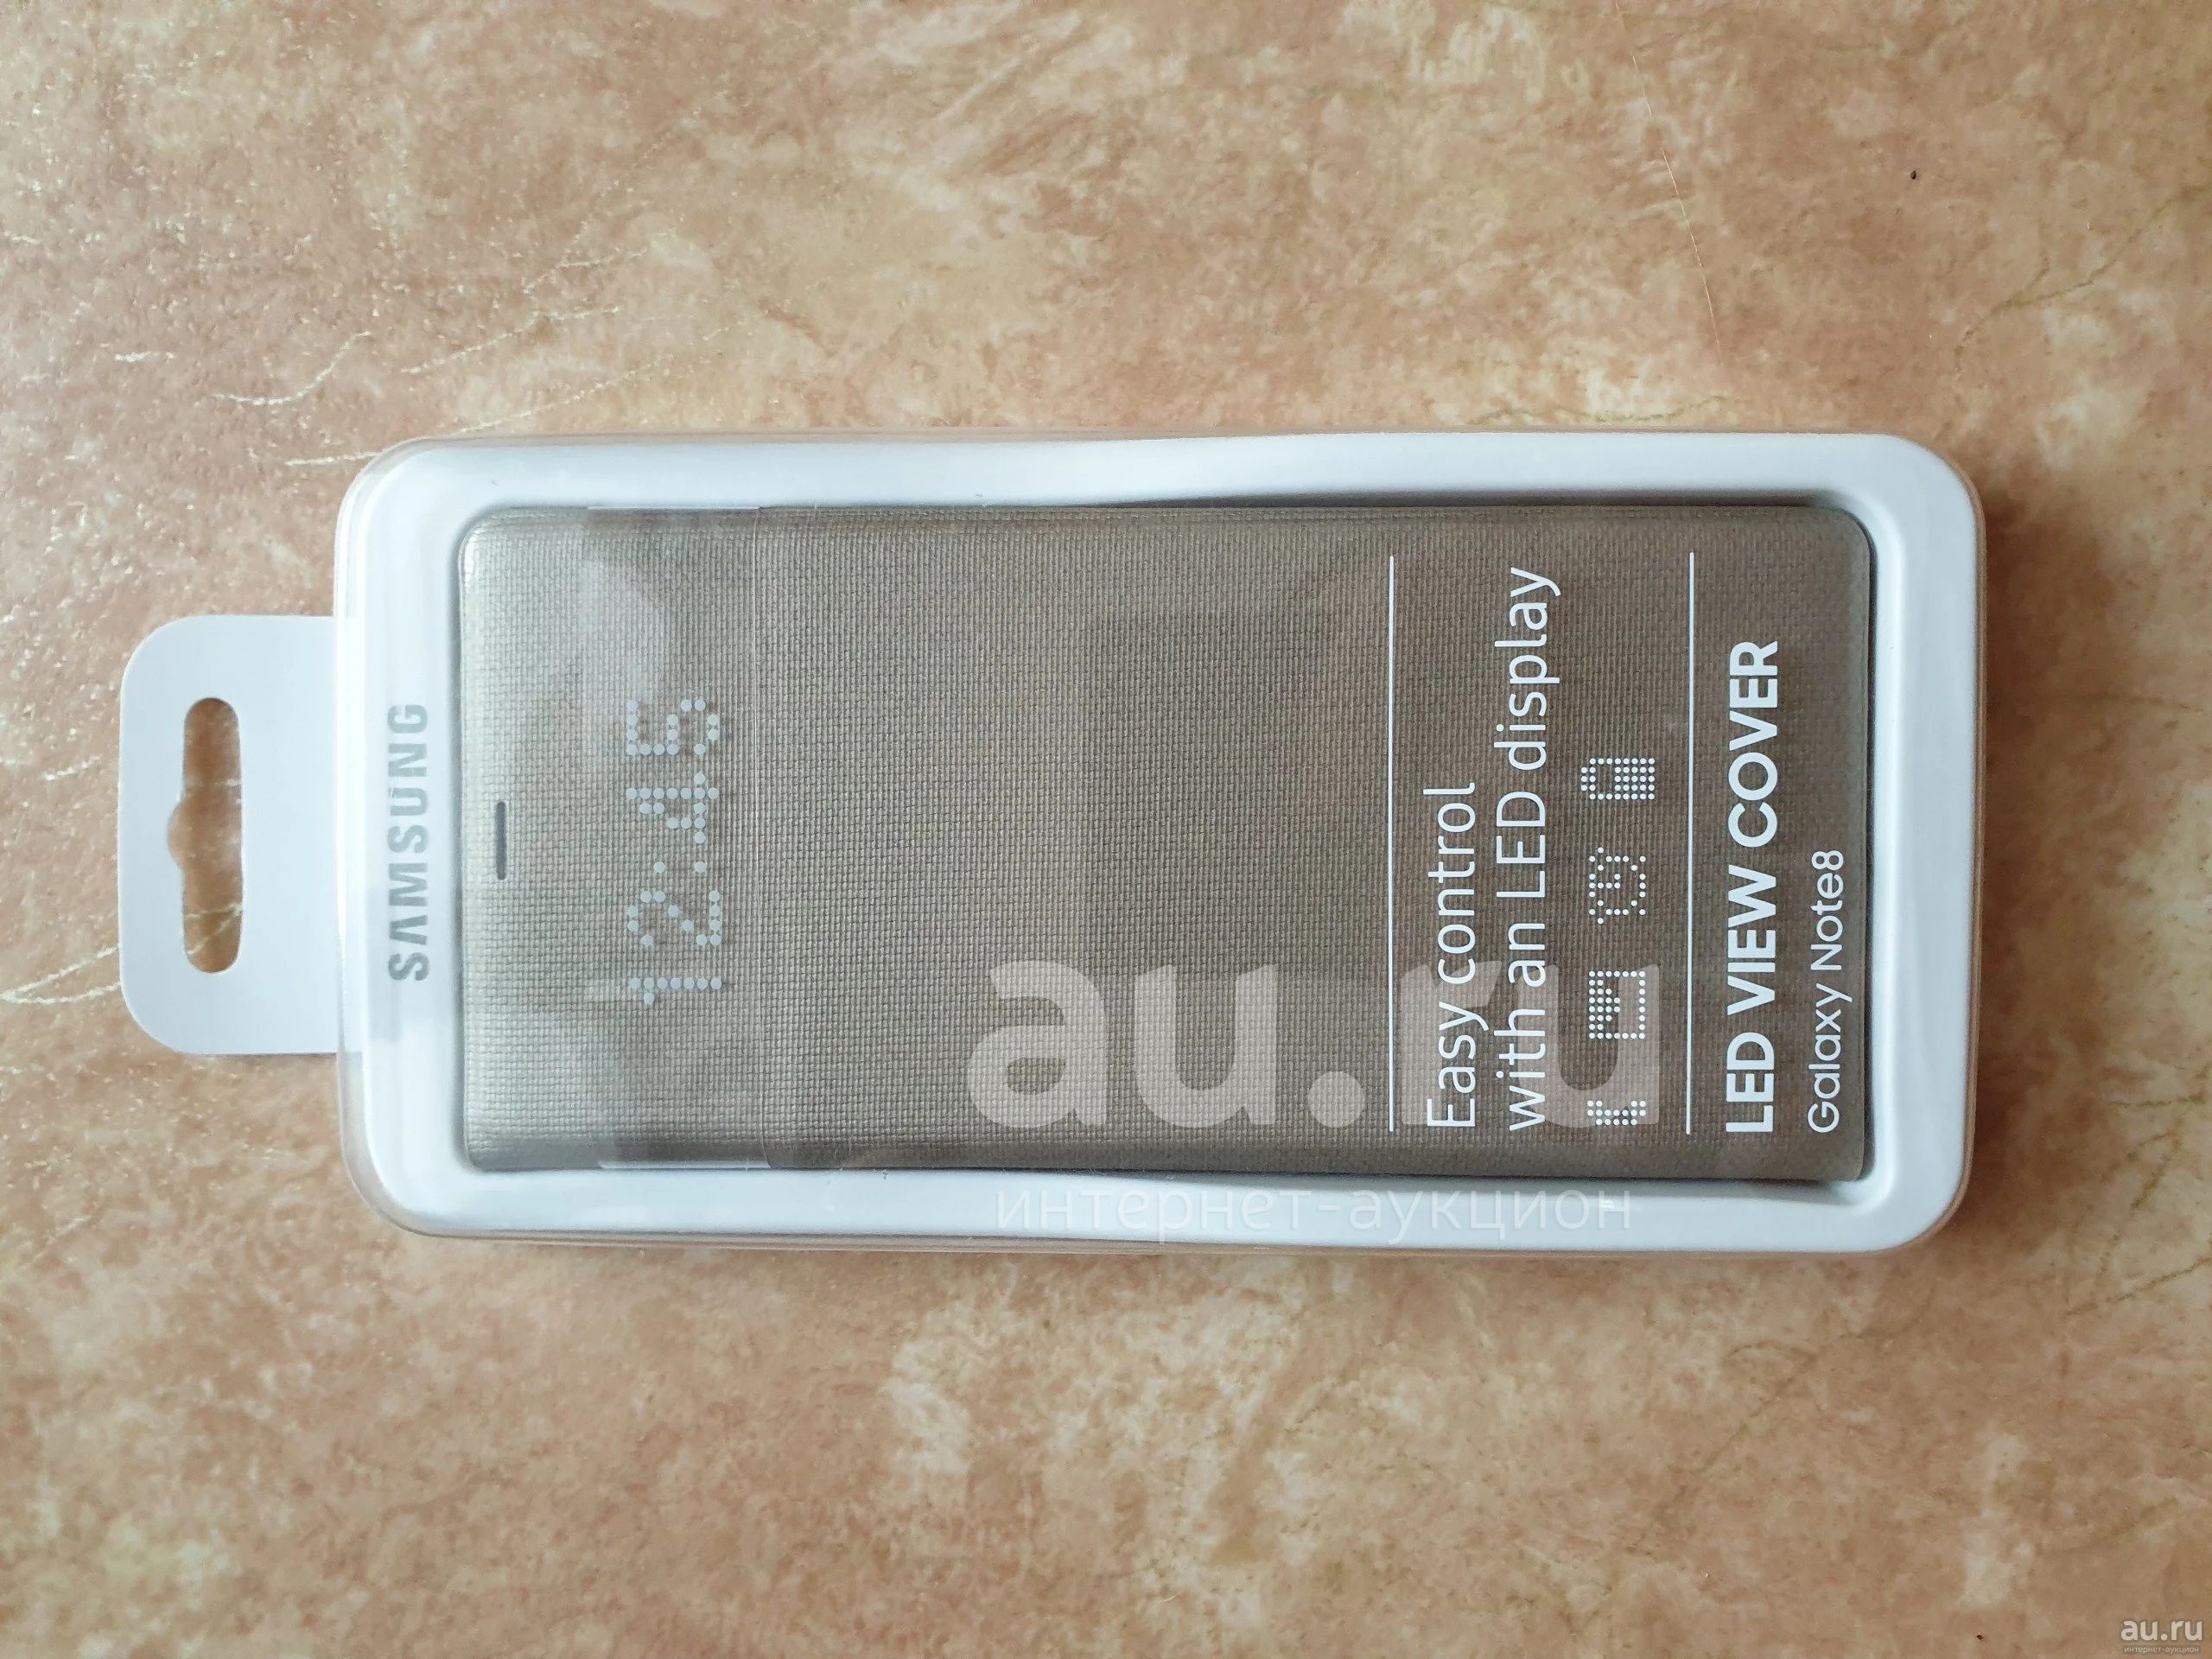 SAMSUNG
12:45
Easy control
with an LED display
LED VIEW COVER
Galaxy Note8
au.ru
интернет-аукцион
au.ru
интернет-аукцион